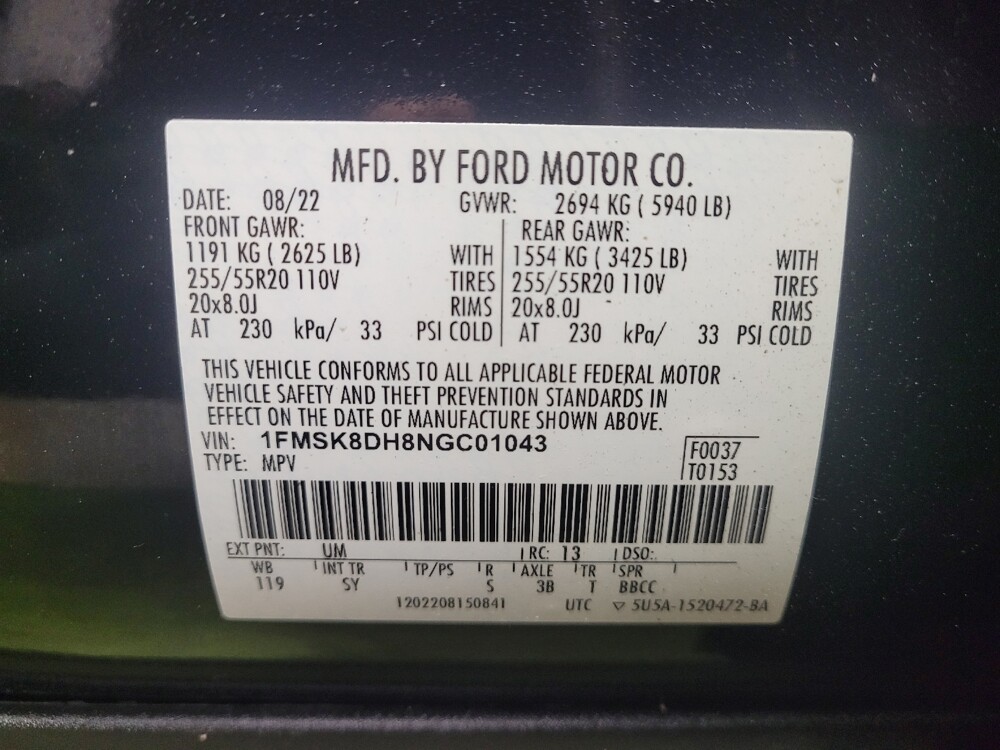 MFD. BY FORD MOTOR CO.
DATE: 08/22 GVWR: 2694 KG ( 5940 LB)
FRONT GAWR: REAR GAWR:
1191 KG ( 2625 LB) WITH 1554 KG ( 3425 LB) WITH
255/55R20 110V TIRES 255/55R20 110V TIRES
20x8.0J RIMS 20x8.0J RIMS
AT 230 kPa/ 33 PSI COLD AT 230 kPa/ 33 PSI COLD
THIS VEHICLE CONFORMS TO ALL APPLICABLE FEDERAL MOTOR
VEHICLE SAFETY AND THEFT PREVENTION STANDARDS IN
EFFECT ON THE DATE OF MANUFACTURE SHOWN ABOVE.
VIN: 1FMSK8DH8NGC01043 F0037
TYPE: MPV T0153
EXT PNT: UM RC: 13 DSO:
WB INT TR TP/PS R AXLE TR SPR
119 SY S 3B T BBCC
1202208150841 UTC ▽ 5U5A-1520472-BA